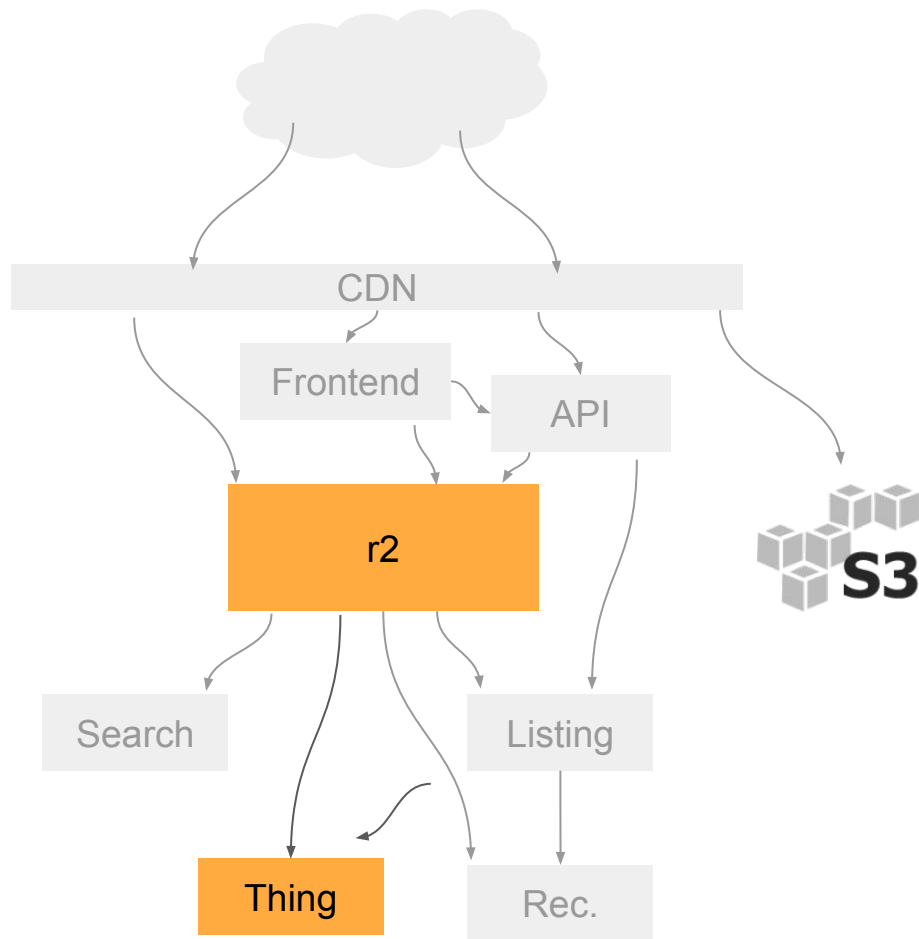 CDN
Frontend
API
r2
S3
Search
Listing
Thing
Rec.